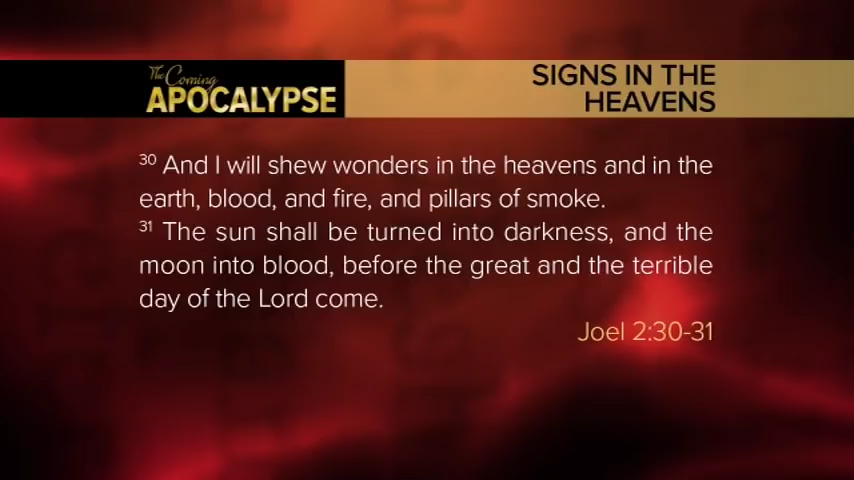 The Coming
APOCALYPSE
SIGNS IN THE
HEAVENS
30 And I will shew wonders in the heavens and in the
earth, blood, and fire, and pillars of smoke.
31 The sun shall be turned into darkness, and the
moon into blood, before the great and the terrible
day of the Lord come.
Joel 2:30-31